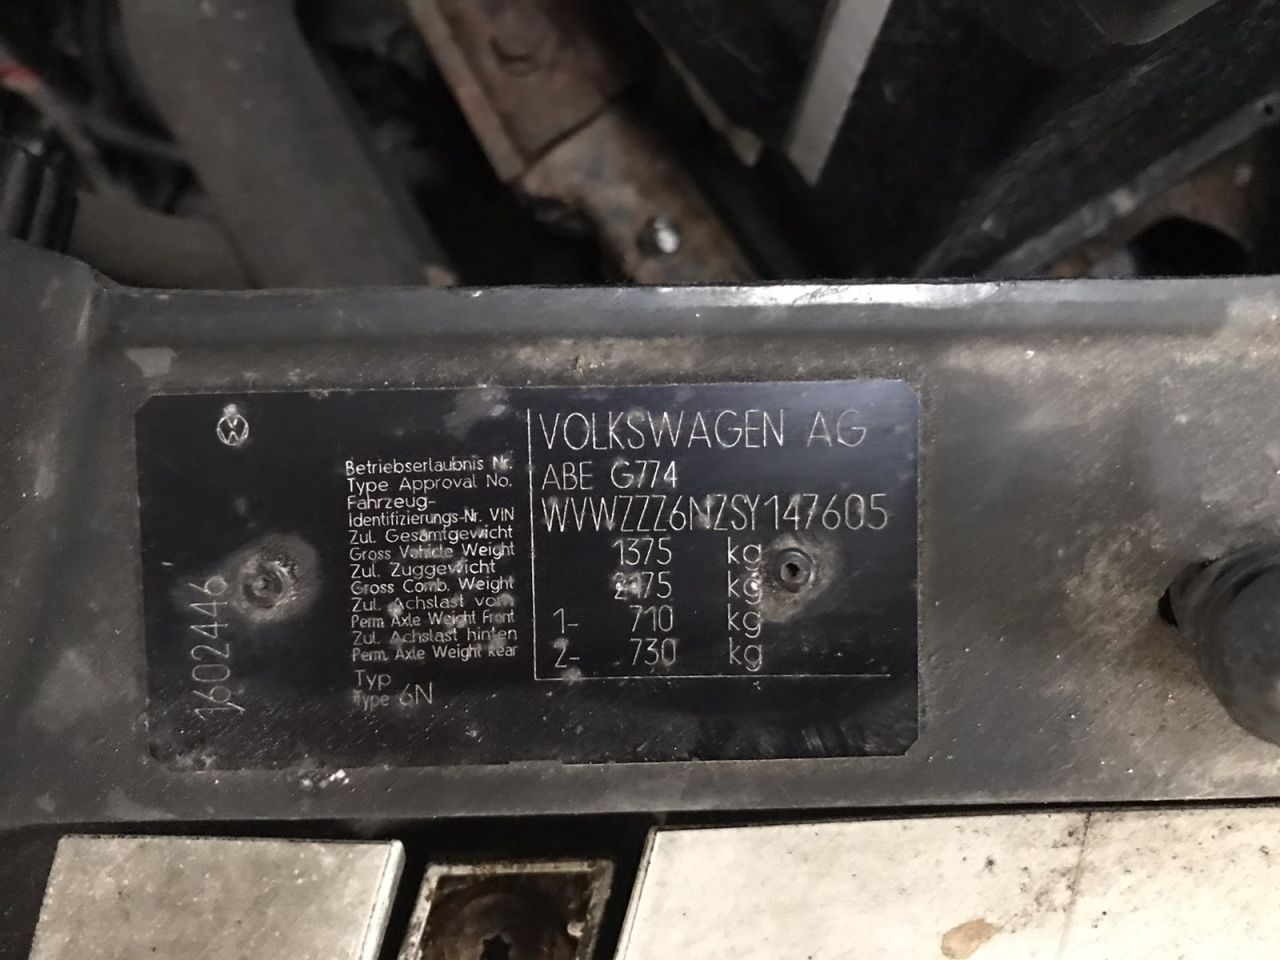 VOLKSWAGEN AG
Betriebserlaubnis Nr.
Type Approval No.
ABE G774
Fahrzeug-
Identifizierungs-Nr. VIN
WVWZZZ6NZSY147605
Zul. Gesamtgewicht
Gross Vehicle Weight
1375 kg
Zul. Zuggewicht
Gross Comb. Weight
2175 kg
Zul. Achslast vorn
Perm. Axle Weight Front
1- 710 kg
Zul. Achslast hinten
Perm. Axle Weight Rear
2- 730 kg
Typ
Type 6N
1602446